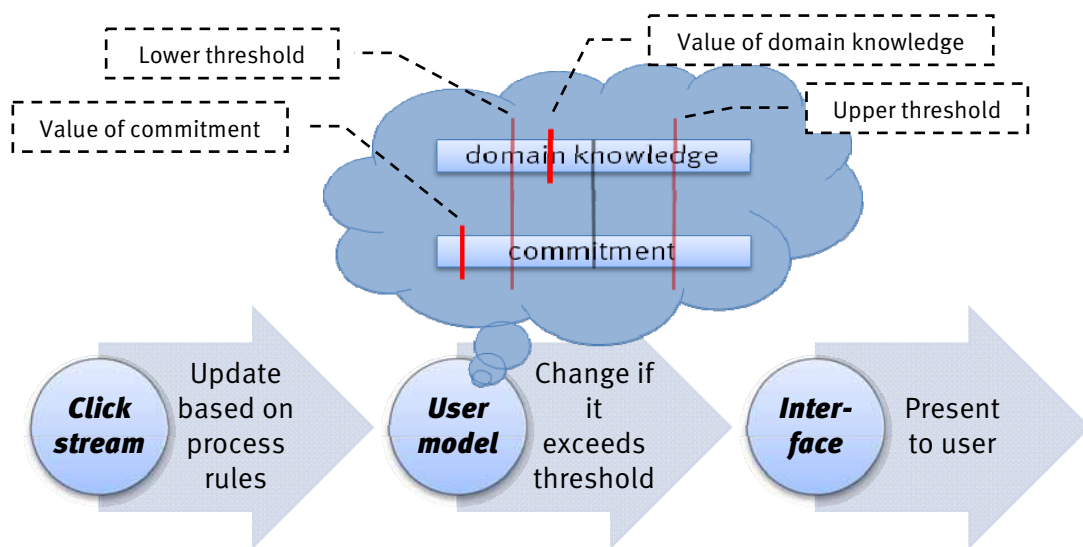 Lower threshold
Value of domain knowledge
Value of commitment
Upper threshold
domain knowledge
commitment
Click
stream
Update
based on
process
rules
User
model
Change if
it
exceeds
threshold
Inter-
face
Present
to user